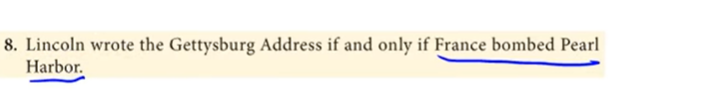 8. Lincoln wrote the Gettysburg Address if and only if France bombed Pearl
Harbor.